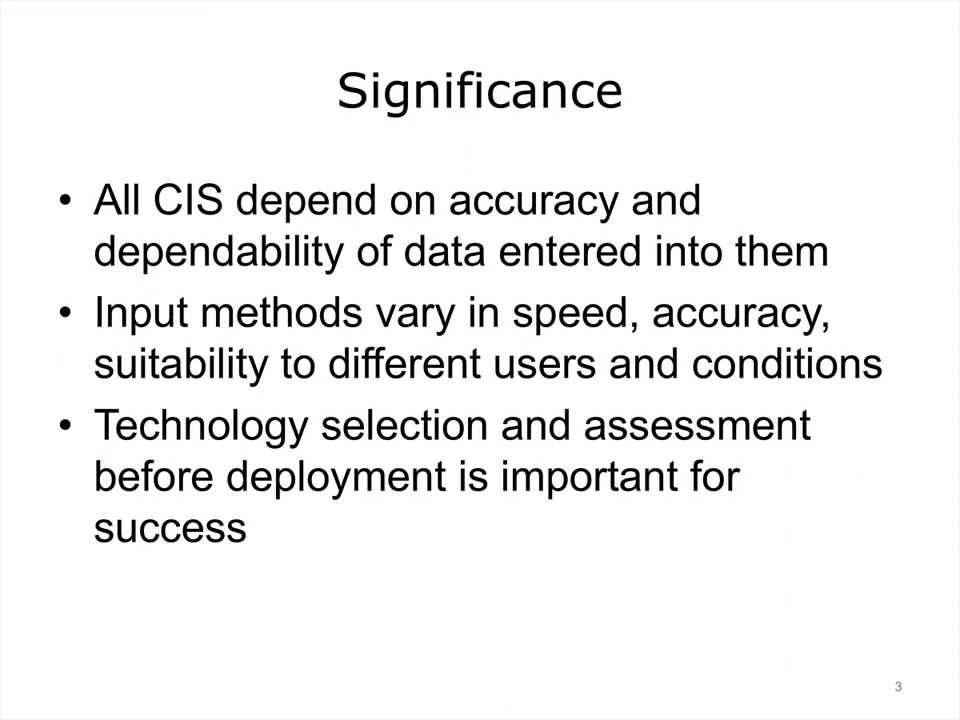 Significance
• All CIS depend on accuracy and
dependability of data entered into them
• Input methods vary in speed, accuracy,
suitability to different users and conditions
• Technology selection and assessment
before deployment is important for
success
3